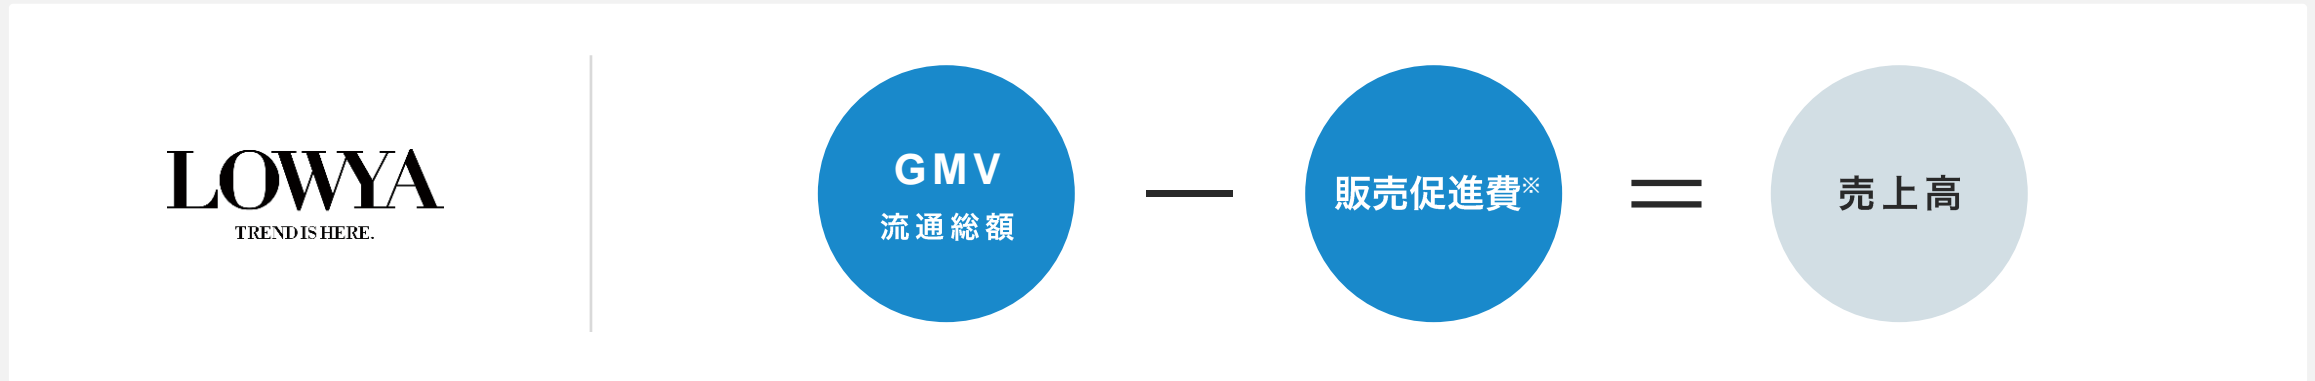 LOWYA
TREND IS HERE.
GMV
流通総額
—
販売促進費※
=
売上高